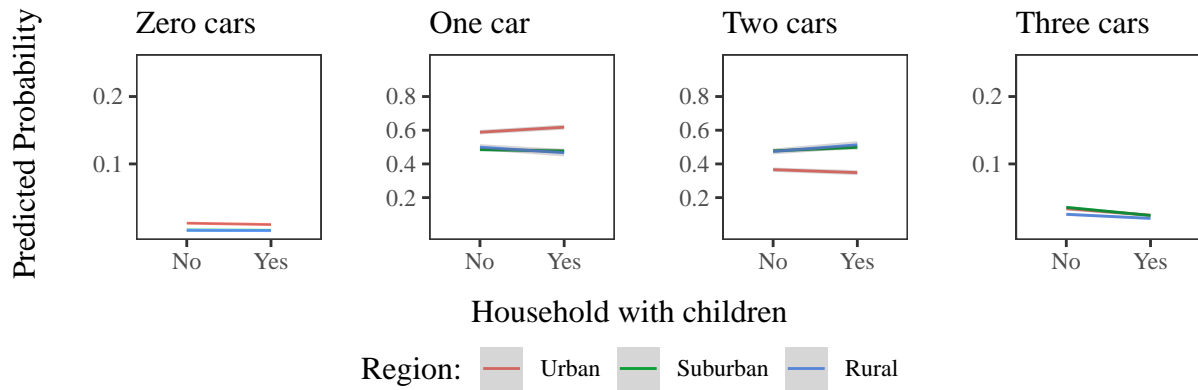 Predicted Probability
Zero cars
0.2
0.1
No Yes
One car
0.8
0.6
0.4
0.2
No Yes
Two cars
0.8
0.6
0.4
0.2
No Yes
Three cars
0.2
0.1
No Yes
Household with children
Region: Urban Suburban Rural